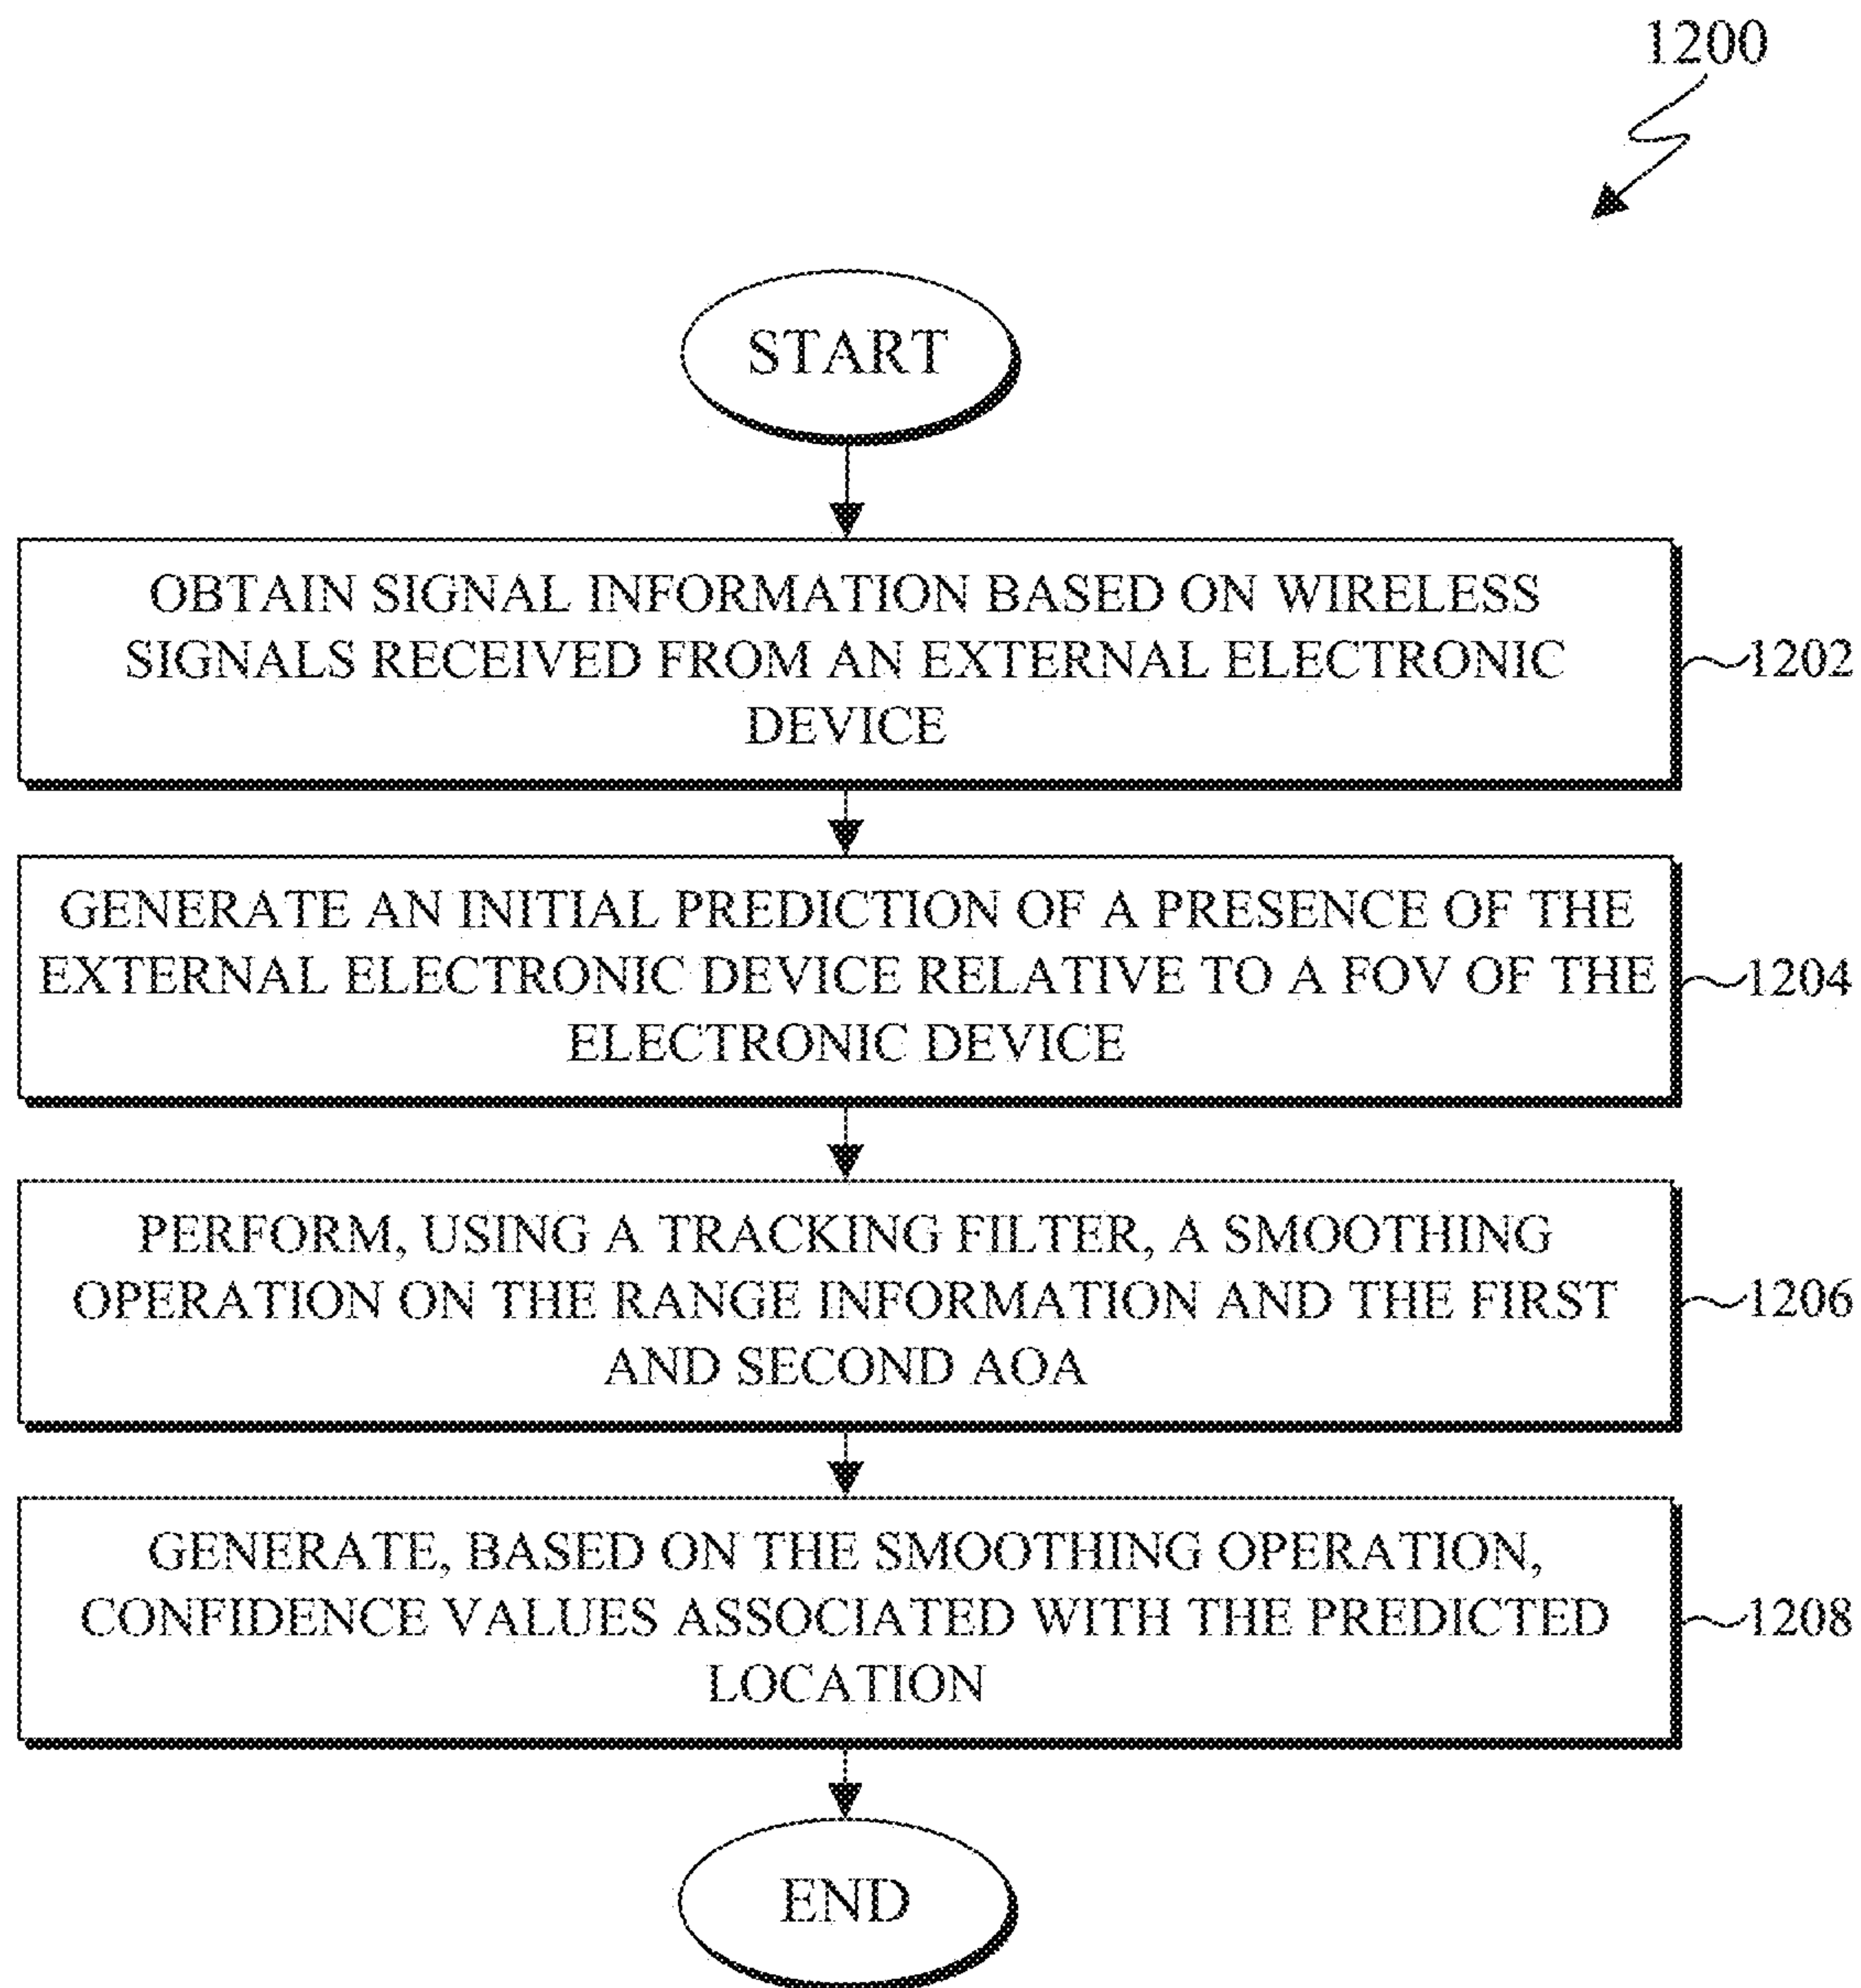 1200
START
OBTAIN SIGNAL INFORMATION BASED ON WIRELESS
SIGNALS RECEIVED FROM AN EXTERNAL ELECTRONIC
DEVICE
1202
GENERATE AN INITIAL PREDICTION OF A PRESENCE OF THE
EXTERNAL ELECTRONIC DEVICE RELATIVE TO A FOV OF THE
ELECTRONIC DEVICE
1204
PERFORM, USING A TRACKING FILTER, A SMOOTHING
OPERATION ON THE RANGE INFORMATION AND THE FIRST
AND SECOND AOA
1206
GENERATE, BASED ON THE SMOOTHING OPERATION,
CONFIDENCE VALUES ASSOCIATED WITH THE PREDICTED
LOCATION
1208
END